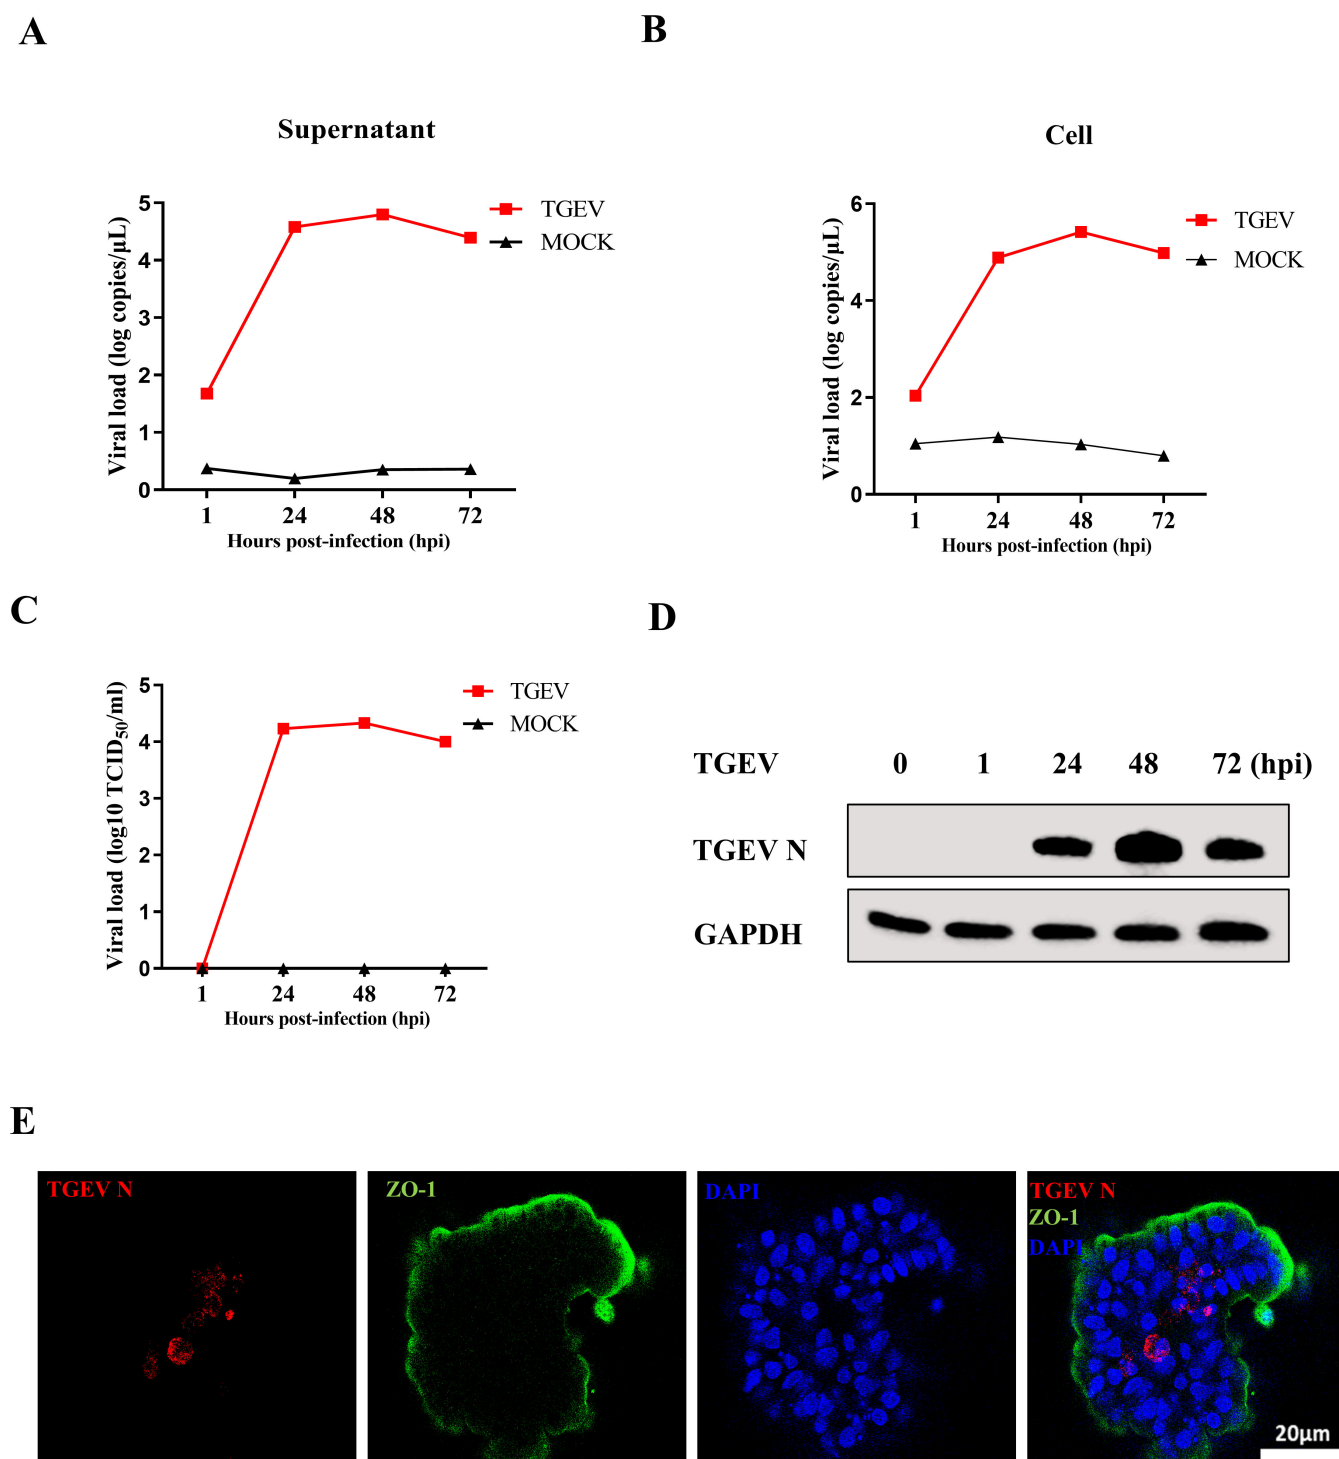 A
B
Supernatant
Cell
Viral load (log copies/μL)
5
4
3
2
1
0
1 24 48 72
Hours post-infection (hpi)
TGEV
MOCK
Viral load (log copies/μL)
6
4
2
0
1 24 48 72
Hours post-infection (hpi)
TGEV
MOCK
C
D
Viral load (log10 TCID50/ml)
5
4
3
2
1
0
1 24 48 72
Hours post-infection (hpi)
TGEV
MOCK
TGEV 0 1 24 48 72 (hpi)
TGEV N
GAPDH
E
TGEV N
ZO-1
DAPI
TGEV N
ZO-1
DAPI
20μm